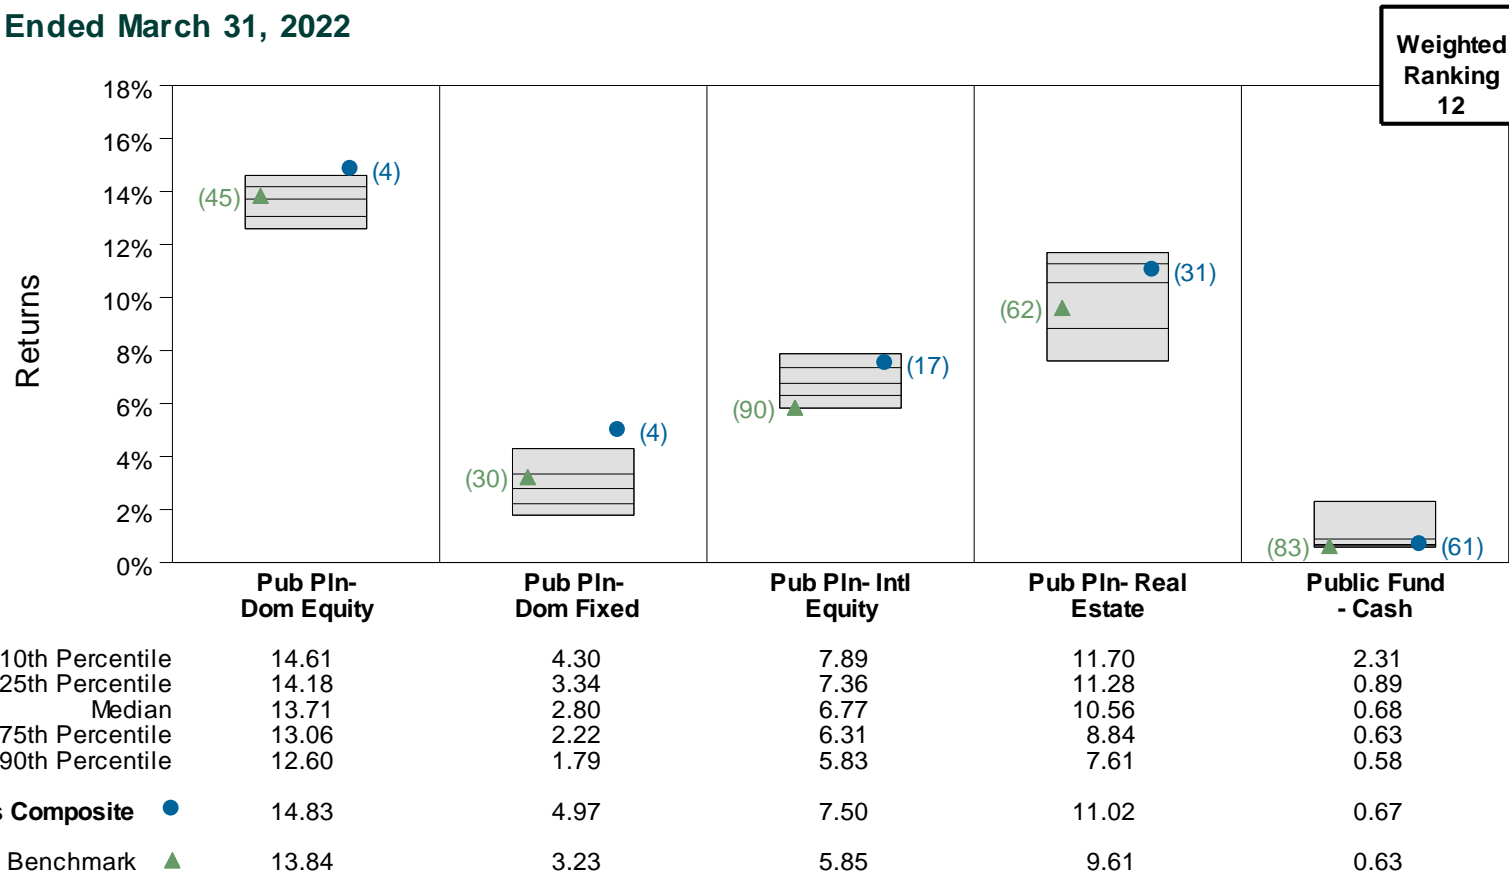 Ended March 31, 2022
Weighted
Ranking
12
18%
16%
14%
12%
10%
8%
6%
4%
2%
0%
Returns
(45) (4)
(30) (4)
(90) (17)
(62) (31)
(83) (61)
Pub Pln- Dom Equity
Pub Pln- Dom Fixed
Pub Pln- Intl Equity
Pub Pln- Real Estate
Public Fund - Cash
10th Percentile 14.61 4.30 7.89 11.70 2.31
25th Percentile 14.18 3.34 7.36 11.28 0.89
Median 13.71 2.80 6.77 10.56 0.68
75th Percentile 13.06 2.22 6.31 8.84 0.63
90th Percentile 12.60 1.79 5.83 7.61 0.58
Composite 14.83 4.97 7.50 11.02 0.67
Benchmark 13.84 3.23 5.85 9.61 0.63